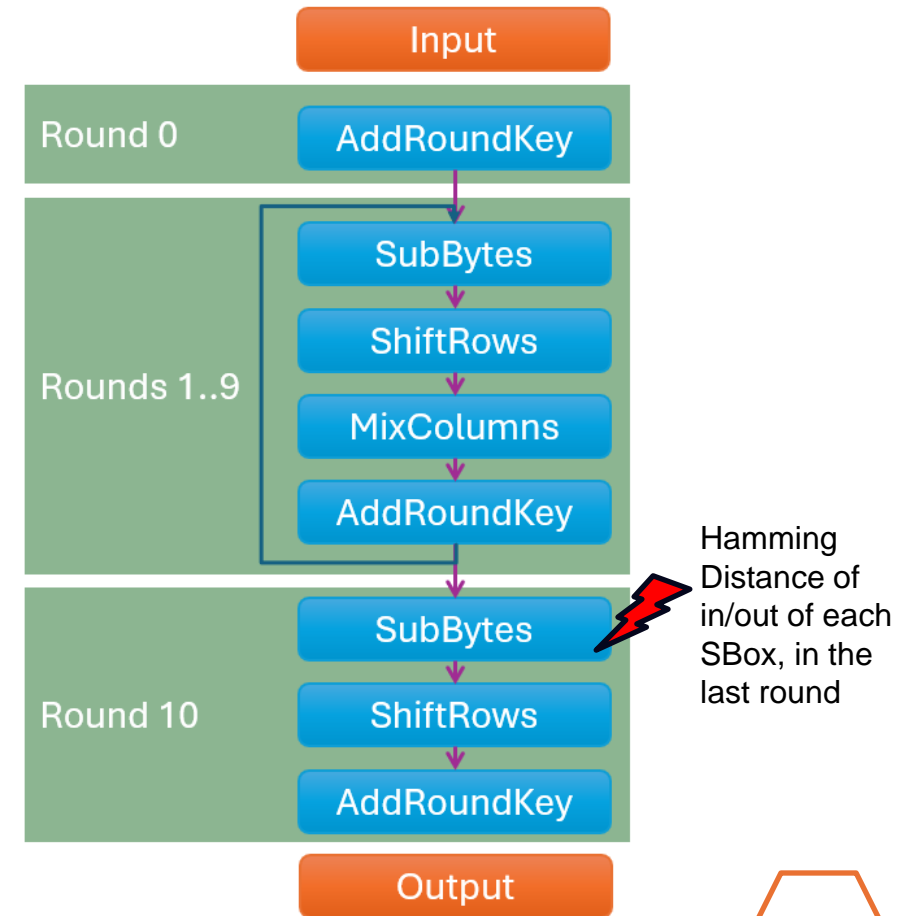 Input
Round 0
AddRoundKey
Rounds 1..9
SubBytes
ShiftRows
MixColumns
AddRoundKey
Round 10
SubBytes
ShiftRows
AddRoundKey
Hamming
Distance of
in/out of each
SBox, in the
last round
Output